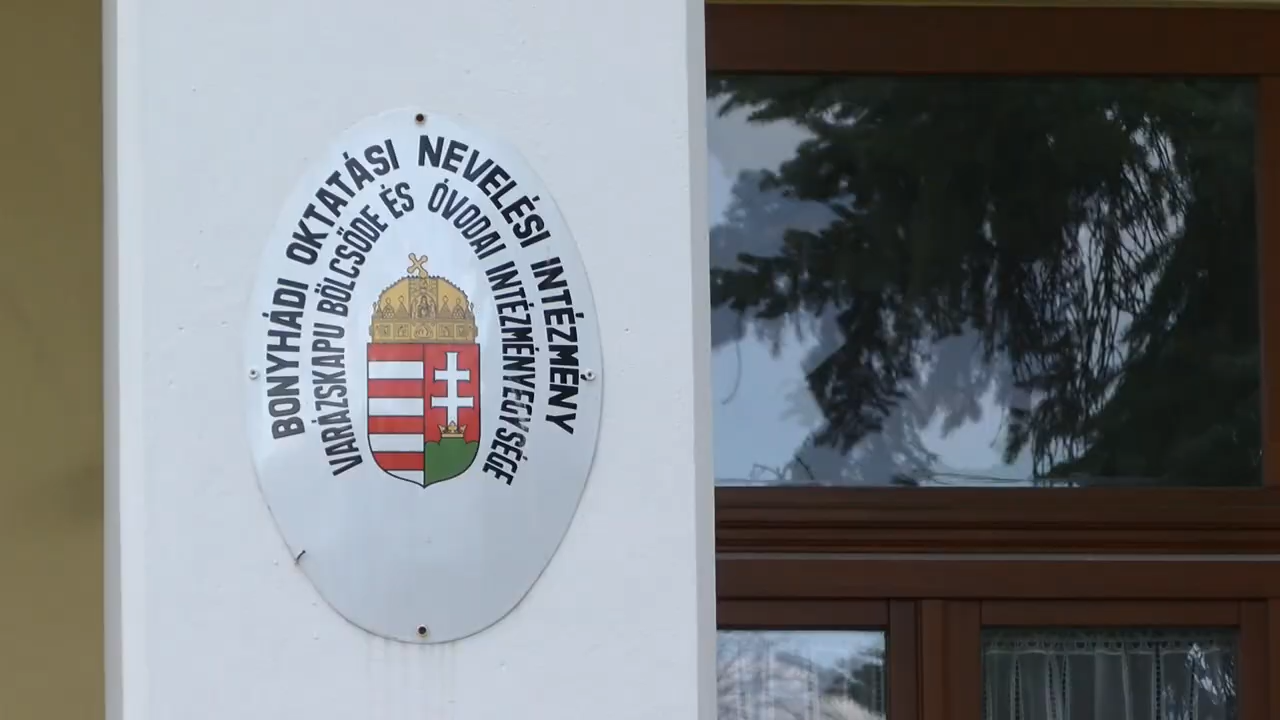 BONYHÁDI OKTATÁSI NEVELÉSI INTÉZMÉNY
VARÁZSKAPU BÖLCSŐDE ÉS ÓVODAI INTÉZMÉNYEGYSÉGE